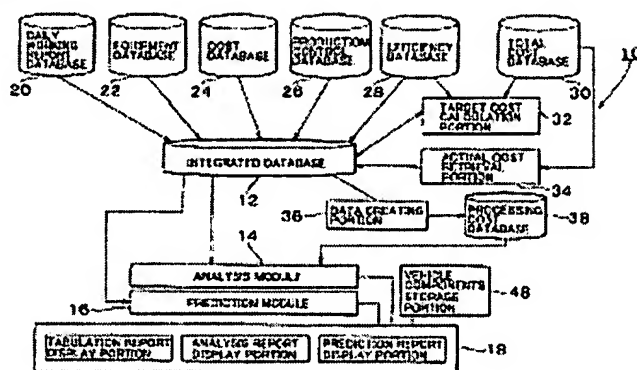 DAILY
WORKING
REPORT
DATABASE
EQUIPMENT
DATABASE
COST
DATABASE
PRODUCTION
CONTROL
DATABASE
EFFICIENCY
DATABASE
TOTAL
COST
DATABASE
10
20
22
24
26
28
30
TARGET COST
CALCULATION
PORTION
32
INTEGRATED DATABASE
12
ACTUAL COST
RETRIEVAL
PORTION
34
36
DATA CREATING
PORTION
PROCESSING
COST
DATABASE
38
14
ANALYSIS MODULE
16
PREDICTION MODULE
VEHICLE
COMPONENTS
STORAGE
PORTION
48
TABULATION REPORT
DISPLAY PORTION
ANALYSIS REPORT
DISPLAY PORTION
PREDICTION REPORT
DISPLAY PORTION
18